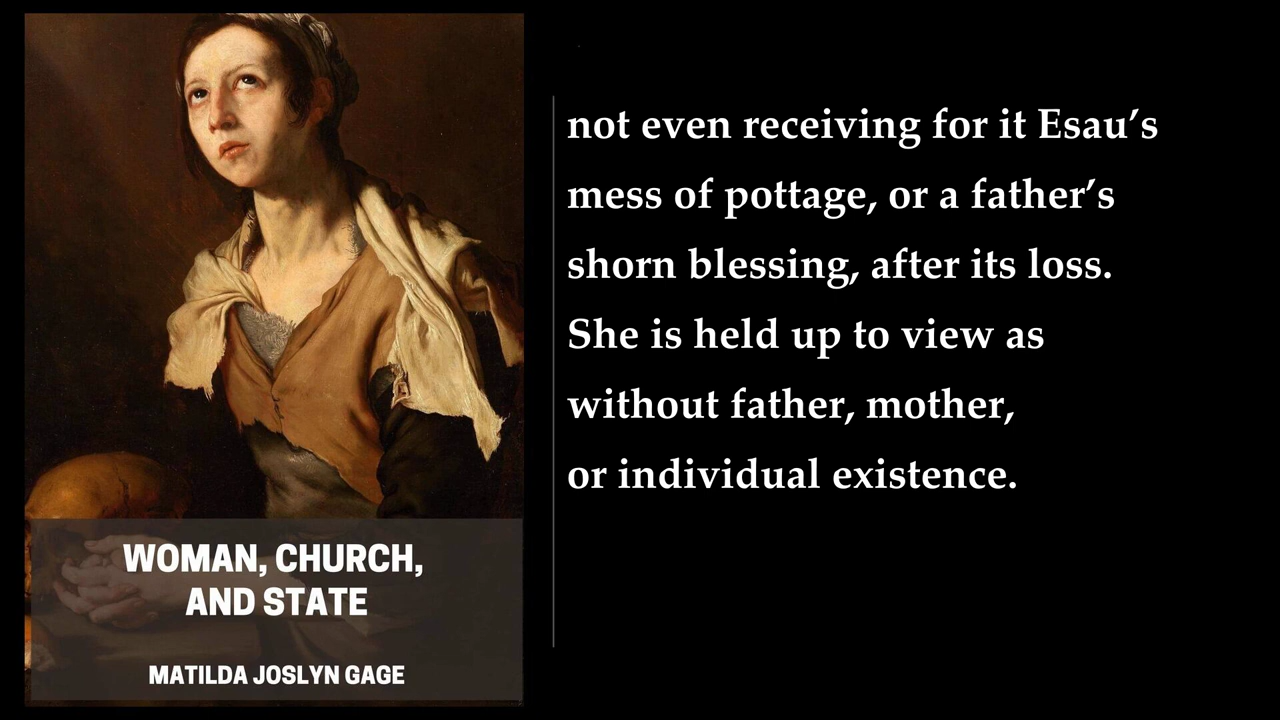 WOMAN, CHURCH,
AND STATE
MATILDA JOSLYN GAGE
not even receiving for it Esau’s
mess of pottage, or a father’s
shorn blessing, after its loss.
She is held up to view as
without father, mother,
or individual existence.